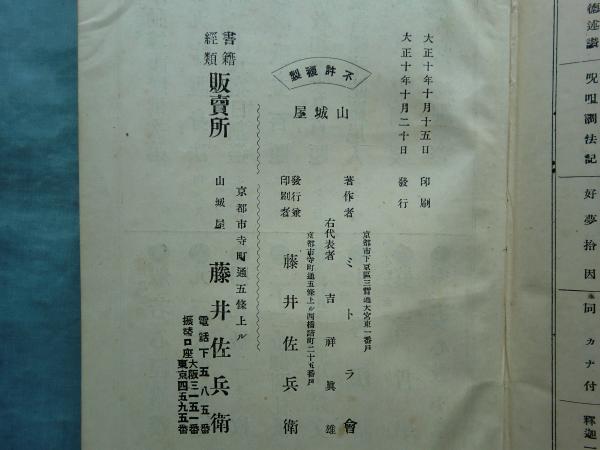 德述讚
呪咀瀏法記
好夢拾因
同カナ付
釋迦一
大正十年十月十五日 印刷
大正十年十月二十日 發行
不許複製
山城屋
京都市下京區三哲通大宮東一番戸
著作者 ミトラ會
右代表者 吉祥眞雄
京都市寺町通五條上ル西橋詰町二十五番戸
發行兼印刷者 藤井佐兵衛
京都市寺町通五條上ル
書籍經類 販賣所 山城屋 藤井佐兵衛
電話下五八五番
振替口座 大阪三一五一番
東京四五九五番